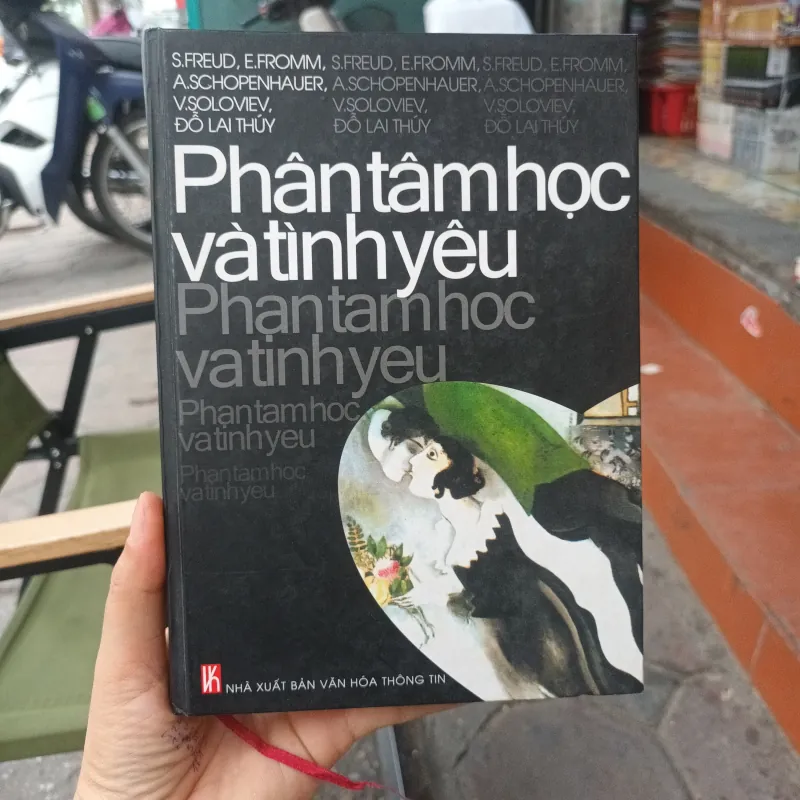 S.FREUD, E.FROMM, S.FREUD, E.FROMM, S.FREUD, E.FROMM,
A.SCHOPENHAUER, A.SCHOPENHAUER, A.SCHOPENHAUER,
V.SOLOVIEV, V.SOLOVIEV, V.SOLOVIEV,
ĐỖ LAI THÚY ĐỖ LAI THÚY ĐỖ LAI THÚY
Phân tâm học
và tình yêu
Phan tam hoc
va tinh yeu
Phan tam hoc
va tinh yeu
Phan tam hoc
va tinh yeu
NHÀ XUẤT BẢN VĂN HÓA THÔNG TIN